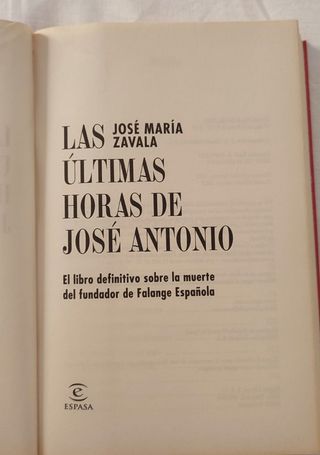 LAS JOSÉ MARÍA ZAVALA
ÚLTIMAS
HORAS DE
JOSÉ ANTONIO
El libro definitivo sobre la muerte
del fundador de Falange Española
e
ESPASA